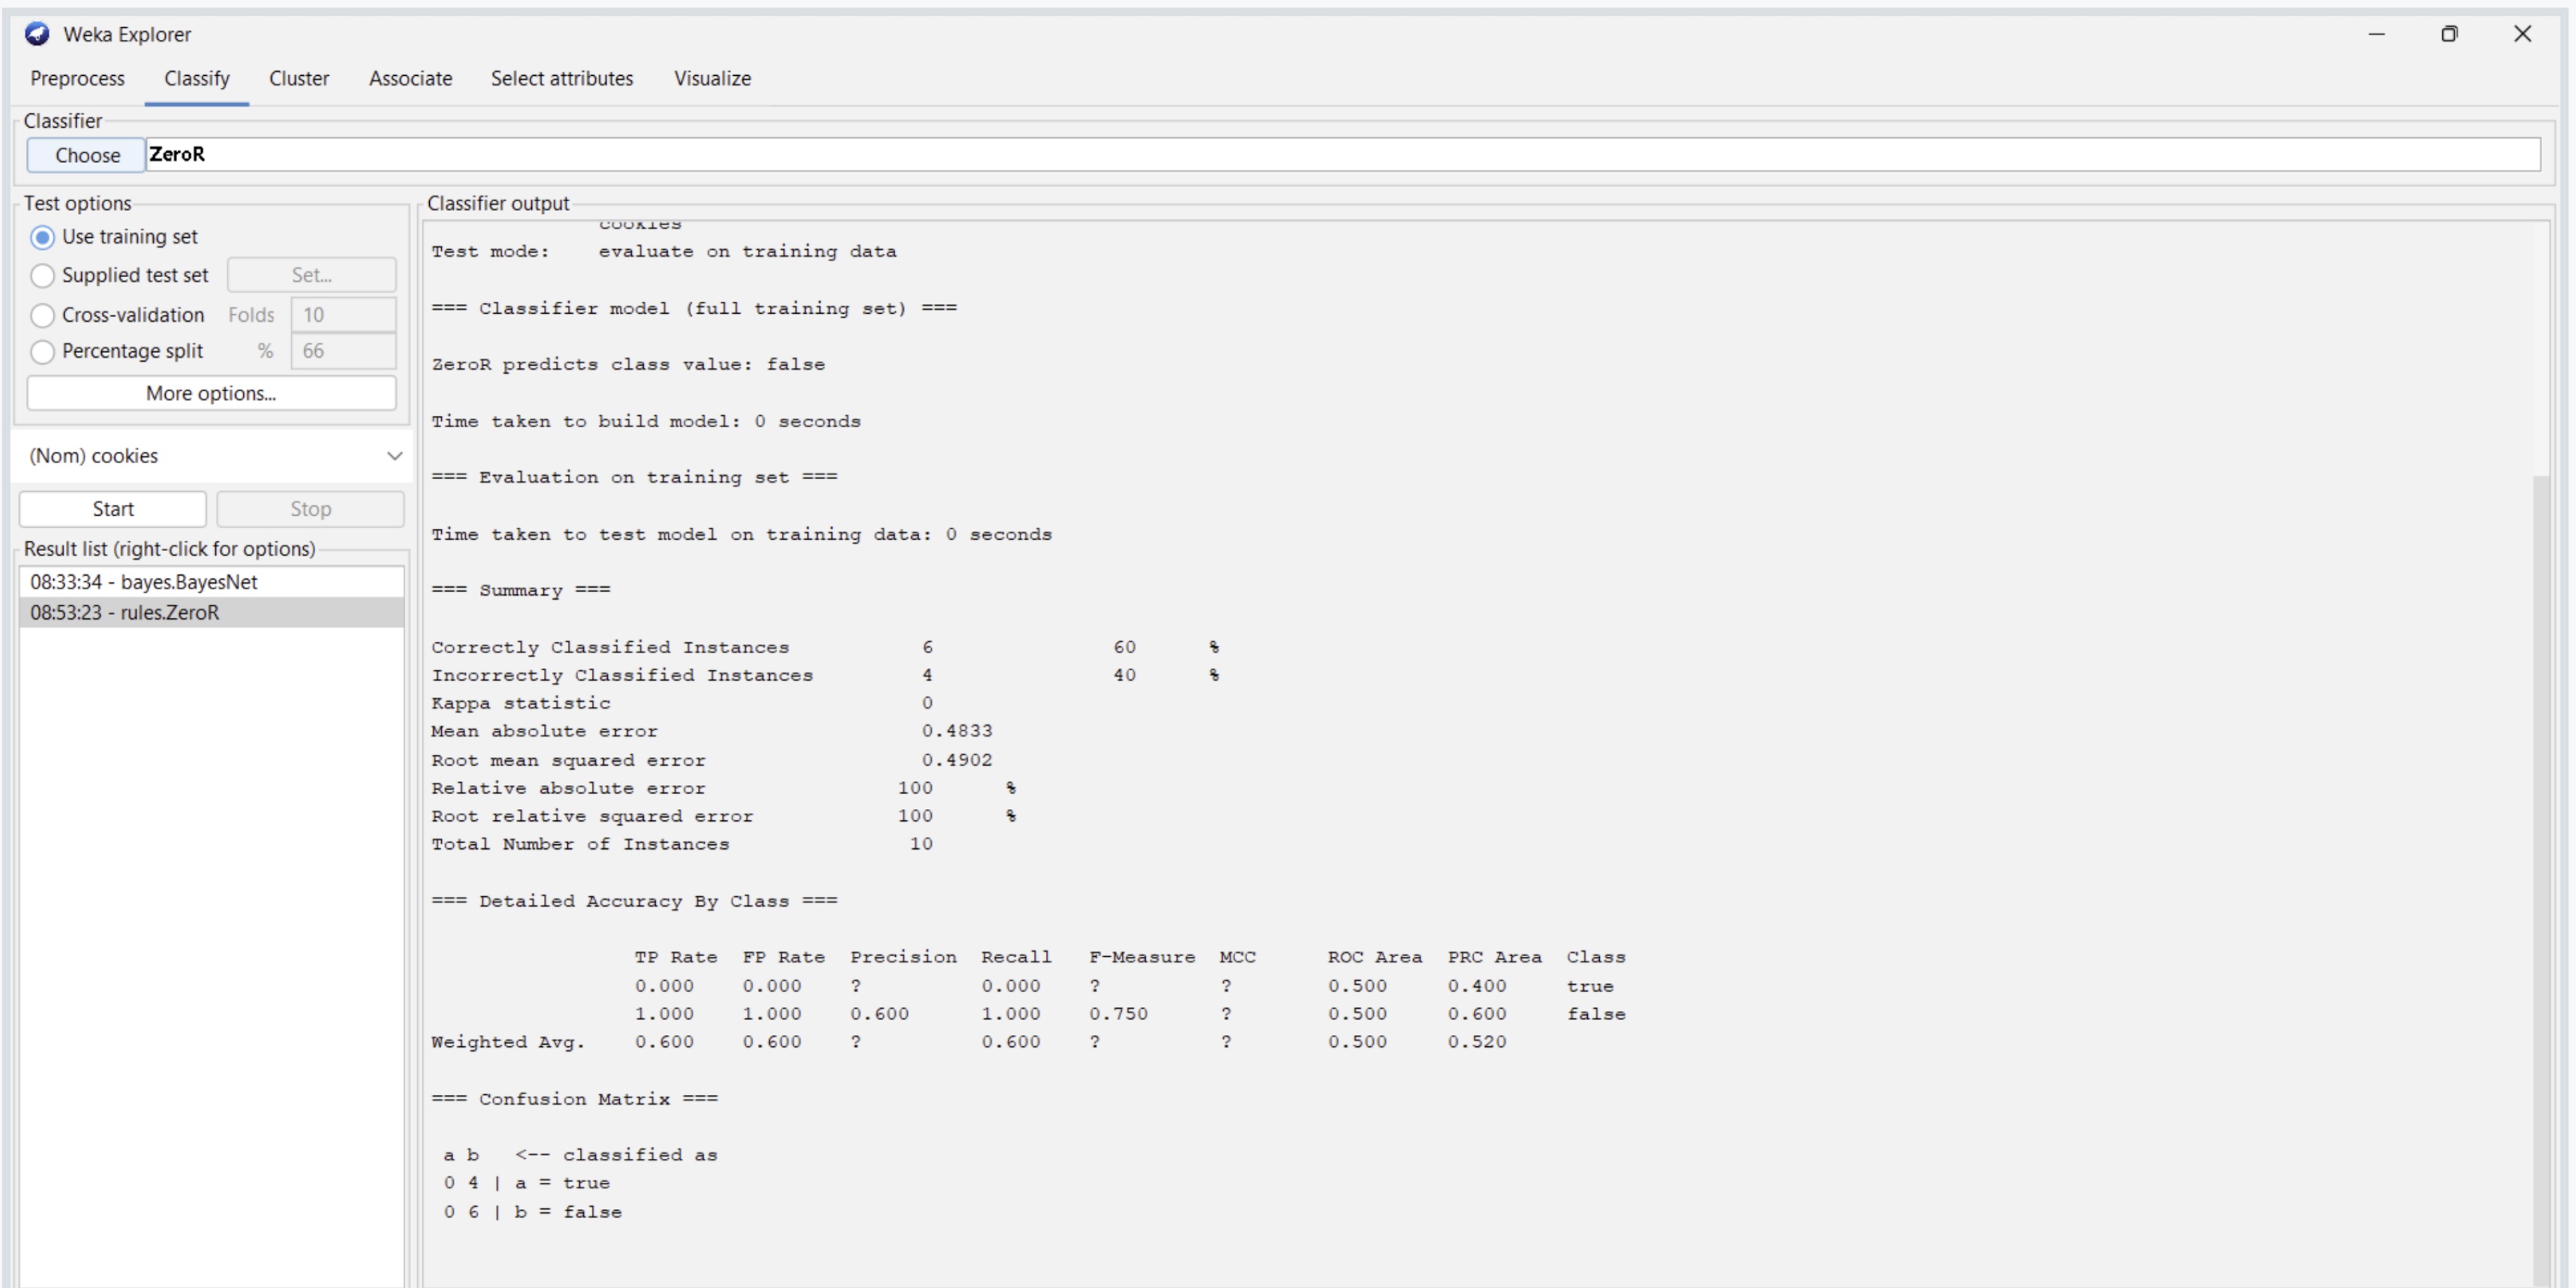 Weka Explorer
Preprocess Classify Cluster Associate Select attributes Visualize
Classifier
Choose ZeroR
Test options
Use training set
Supplied test set Set...
Cross-validation Folds 10
Percentage split % 66
More options...
(Nom) cookies
Start Stop
Result list (right-click for options)
08:33:34 - bayes.BayesNet
08:53:23 - rules.ZeroR
Classifier output
cookies
Test mode: evaluate on training data
=== Classifier model (full training set) ===
ZeroR predicts class value: false
Time taken to build model: 0 seconds
=== Evaluation on training set ===
Time taken to test model on training data: 0 seconds
=== Summary ===
Correctly Classified Instances 6 60 %
Incorrectly Classified Instances 4 40 %
Kappa statistic 0
Mean absolute error 0.4833
Root mean squared error 0.4902
Relative absolute error 100 %
Root relative squared error 100 %
Total Number of Instances 10
=== Detailed Accuracy By Class ===
TP Rate FP Rate Precision Recall F-Measure MCC ROC Area PRC Area Class
0.000 0.000 ? 0.000 ? ? 0.500 0.400 true
1.000 1.000 0.600 1.000 0.750 ? 0.500 0.600 false
Weighted Avg. 0.600 0.600 ? 0.600 ? ? 0.500 0.520
=== Confusion Matrix ===
a b <-- classified as
0 4 | a = true
0 6 | b = false